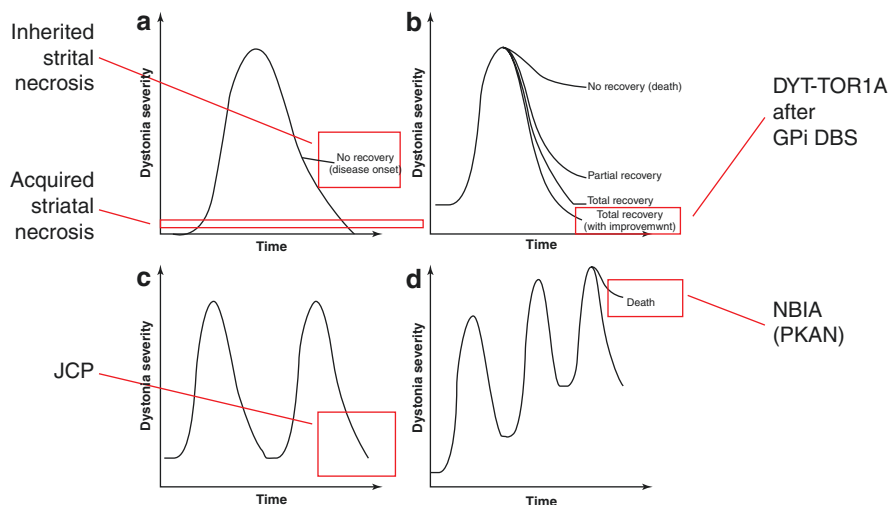 Inherited
strital
necrosis
Acquired
striatal
necrosis
a
Dystonia severity
No recovery
(disease onset)
Time
b
Dystonia severity
No recovery (death)
Partial recovery
Total recovery
Total recovery
(with improvemwnt)
Time
DYT-TOR1A
after
GPi DBS
JCP
c
Dystonia severity
Time
d
Dystonia severity
Death
Time
NBIA
(PKAN)